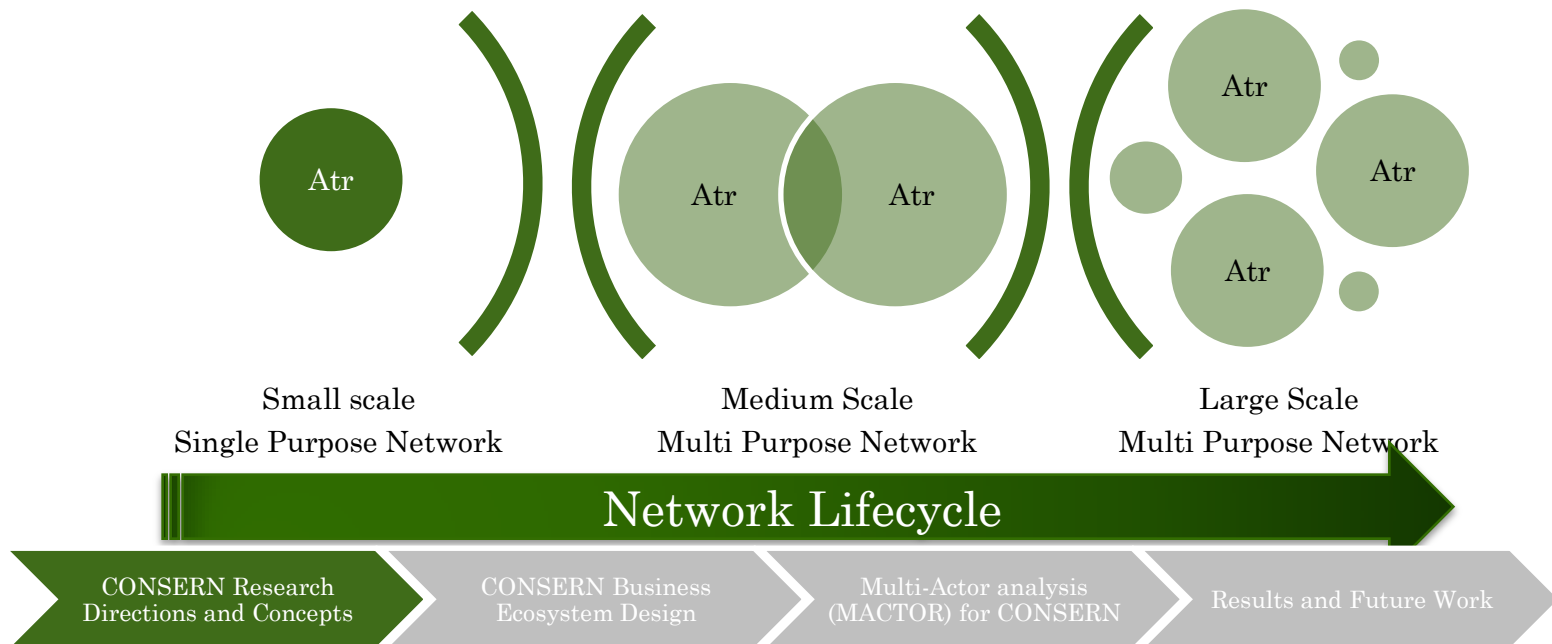 Atr
Atr
Atr
Atr
Atr
Atr
Small scale
Single Purpose Network
Medium Scale
Multi Purpose Network
Large Scale
Multi Purpose Network
Network Lifecycle
CONSERN Research
Directions and Concepts
CONSERN Business
Ecosystem Design
Multi-Actor analysis
(MACTOR) for CONSERN
Results and Future Work